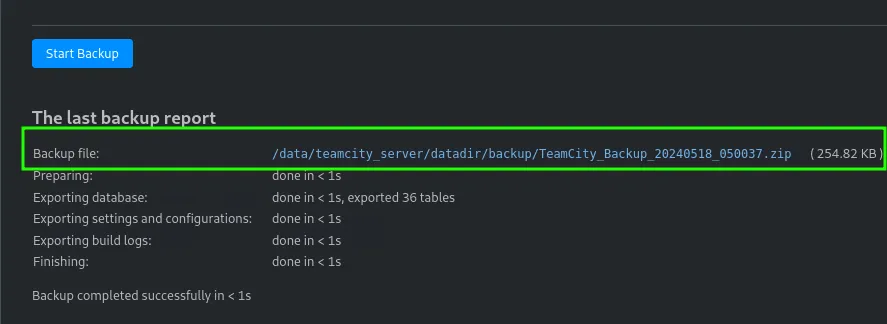 Start Backup
The last backup report
Backup file: /data/teamcity_server/datadir/backup/TeamCity_Backup_20240518_050037.zip (254.82 KB)
Preparing: done in < 1s
Exporting database: done in < 1s, exported 36 tables
Exporting settings and configurations: done in < 1s
Exporting build logs: done in < 1s
Finishing: done in < 1s
Backup completed successfully in < 1s